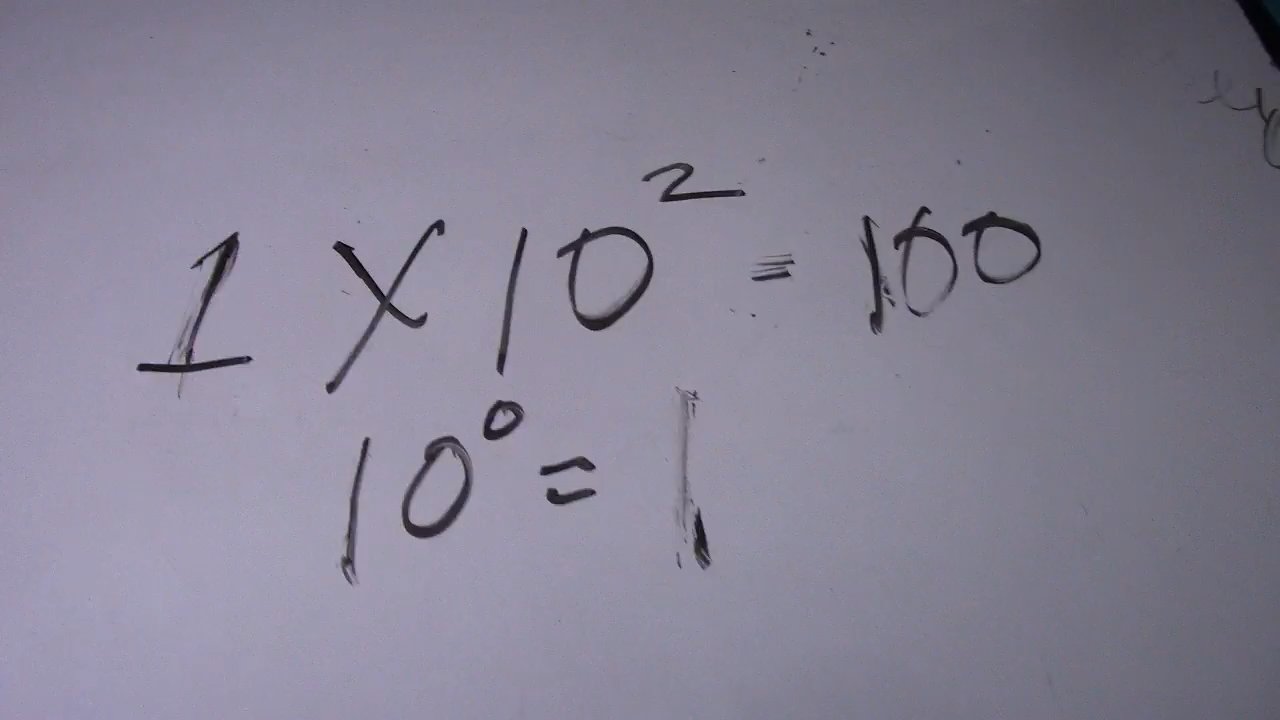 1 X 10² = 100
10⁰ = 1